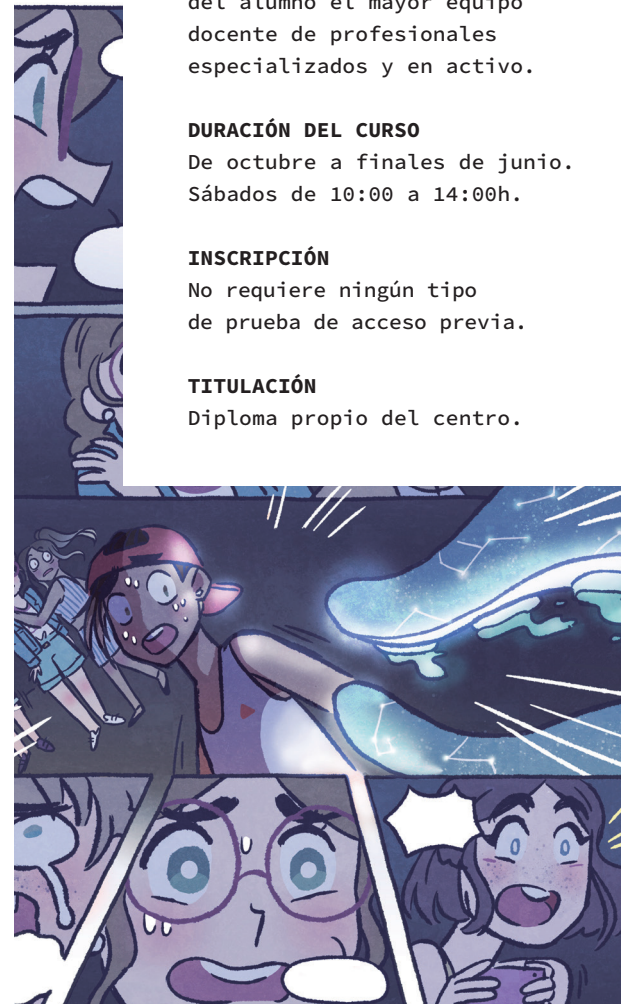 del alumno el mayor equipo
docente de profesionales
especializados y en activo.
DURACIÓN DEL CURSO
De octubre a finales de junio.
Sábados de 10:00 a 14:00h.
INSCRIPCIÓN
No requiere ningún tipo
de prueba de acceso previa.
TITULACIÓN
Diploma propio del centro.